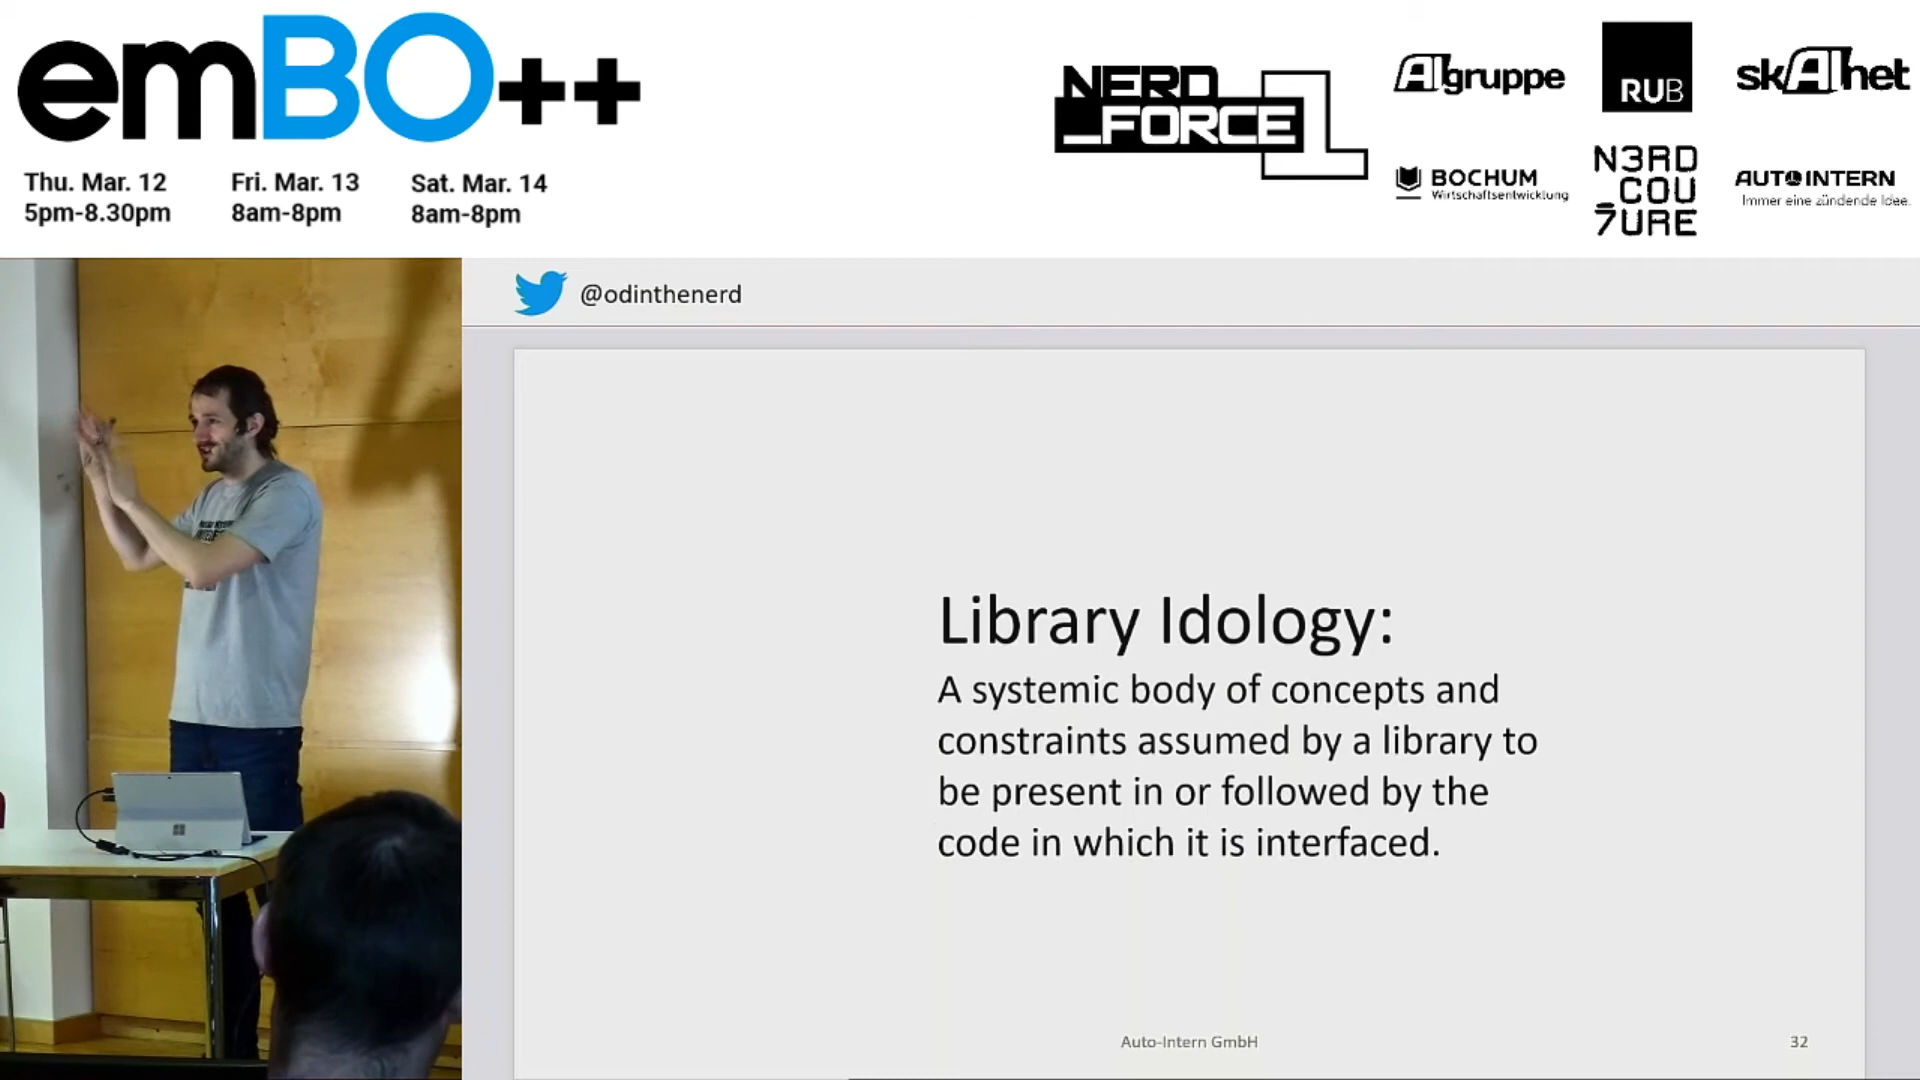 emBO++
Thu. Mar. 12
5pm-8.30pm
Fri. Mar. 13
8am-8pm
Sat. Mar. 14
8am-8pm
NERD
_FORCE
1
AIgruppe
RUB
skAInet
BOCHUM
Wirtschaftsentwicklung
N3RD
_COU
7URE
AUTOINTERN
Immer eine zündende Idee.
@odinthenerd
Library Idology:
A systemic body of concepts and
constraints assumed by a library to
be present in or followed by the
code in which it is interfaced.
Auto-Intern GmbH
32